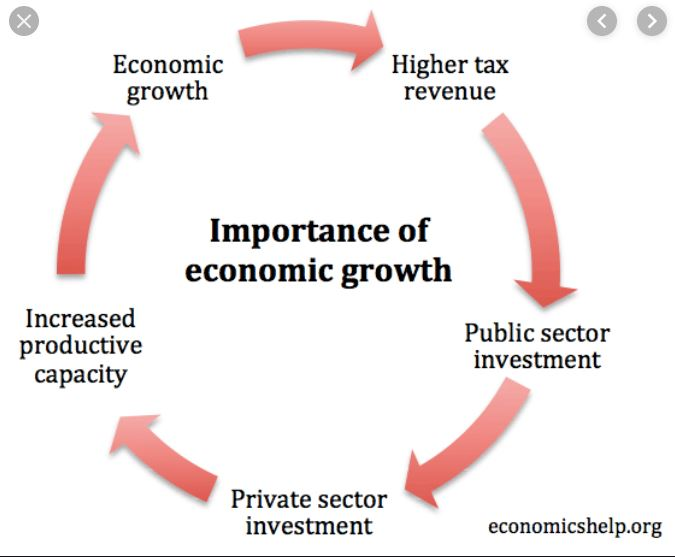 Economic
growth
Higher tax
revenue
Importance of
economic growth
Increased
productive
capacity
Public sector
investment
Private sector
investment
economicshelp.org